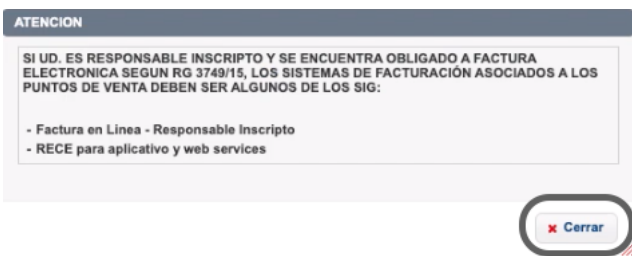 ATENCION
SI UD. ES RESPONSABLE INSCRIPTO Y SE ENCUENTRA OBLIGADO A FACTURA
ELECTRONICA SEGUN RG 3749/15, LOS SISTEMAS DE FACTURACIÓN ASOCIADOS A LOS
PUNTOS DE VENTA DEBEN SER ALGUNOS DE LOS SIG:
- Factura en Linea - Responsable Inscripto
- RECE para aplicativo y web services
Cerrar